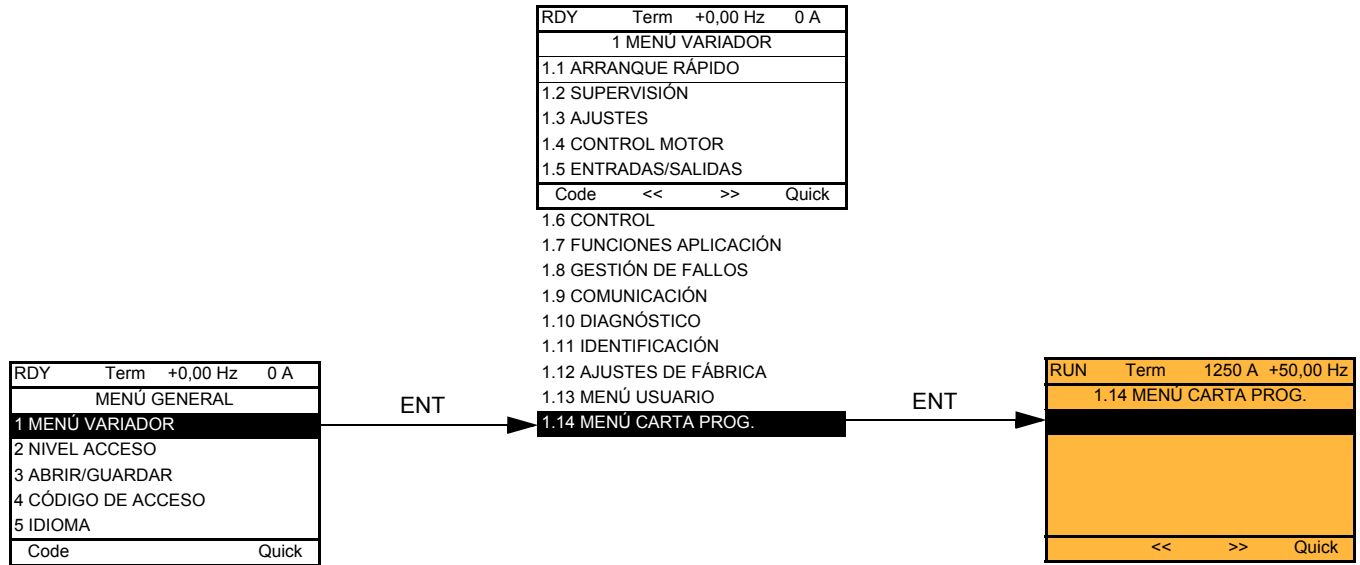 RDY Term +0,00 Hz 0 A
1 MENÚ VARIADOR
1.1 ARRANQUE RÁPIDO
1.2 SUPERVISIÓN
1.3 AJUSTES
1.4 CONTROL MOTOR
1.5 ENTRADAS/SALIDAS
Code << >> Quick
1.6 CONTROL
1.7 FUNCIONES APLICACIÓN
1.8 GESTIÓN DE FALLOS
1.9 COMUNICACIÓN
1.10 DIAGNÓSTICO
1.11 IDENTIFICACIÓN
1.12 AJUSTES DE FÁBRICA
1.13 MENÚ USUARIO
1.14 MENÚ CARTA PROG.
RDY Term +0,00 Hz 0 A
MENÚ GENERAL
1 MENÚ VARIADOR
2 NIVEL ACCESO
3 ABRIR/GUARDAR
4 CÓDIGO DE ACCESO
5 IDIOMA
Code Quick
ENT
ENT
RUN Term 1250 A +50,00 Hz
1.14 MENÚ CARTA PROG.
<< >> Quick